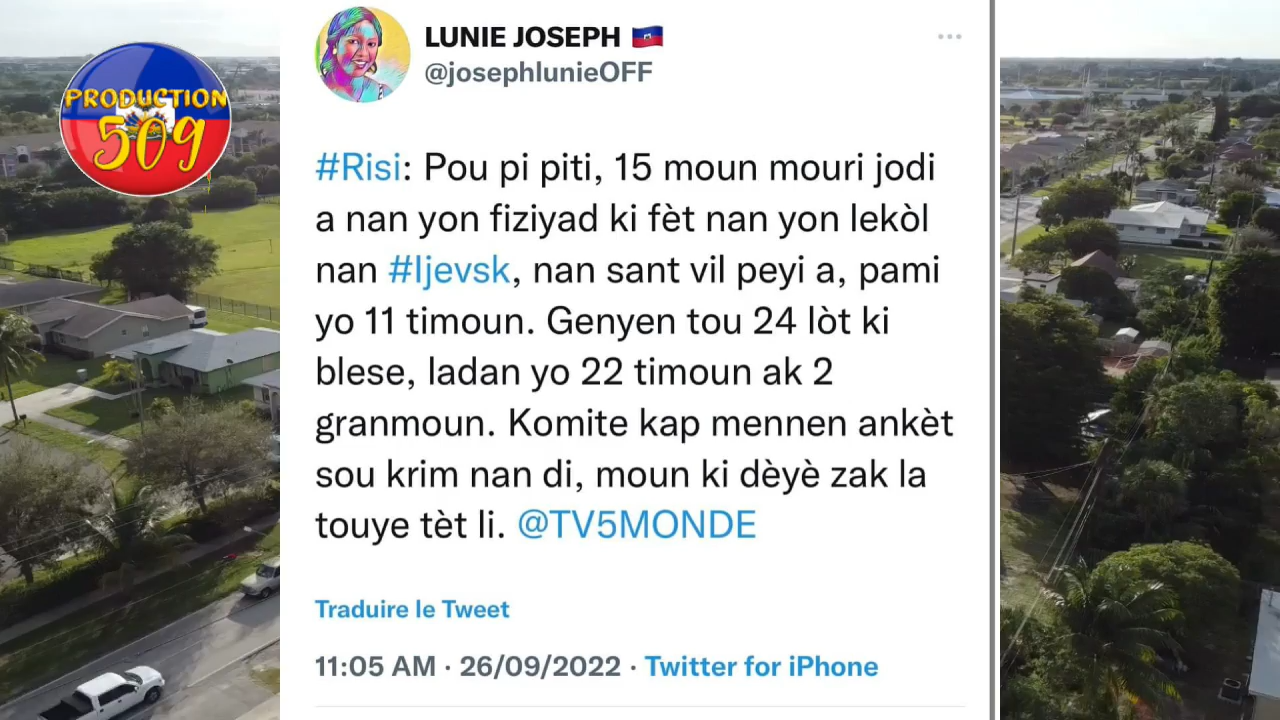 PRODUCTION
509
LUNIE JOSEPH 🇭🇹
@josephlunieOFF
#Risi: Pou pi piti, 15 moun mouri jodi
a nan yon fiziyad ki fèt nan yon lekòl
nan #Ijevsk, nan sant vil peyi a, pami
yo 11 timoun. Genyen tou 24 lòt ki
blese, ladan yo 22 timoun ak 2
granmoun. Komite kap mennen ankèt
sou krim nan di, moun ki dèyè zak la
touye tèt li. @TV5MONDE
Traduire le Tweet
11:05 AM · 26/09/2022 · Twitter for iPhone